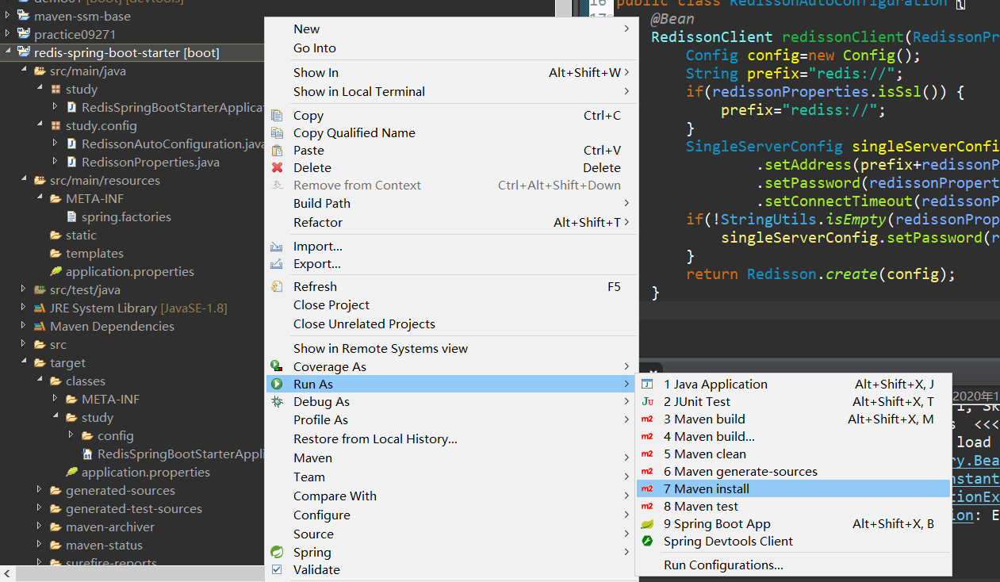 demo01 [boot] [devtools]
maven-ssm-base
practice09271
redis-spring-boot-starter [boot]
src/main/java
study
RedisSpringBootStarterApplicat
study.config
RedissonAutoConfiguration.java
RedissonProperties.java
src/main/resources
META-INF
spring.factories
static
templates
application.properties
src/test/java
JRE System Library [JavaSE-1.8]
Maven Dependencies
src
target
classes
META-INF
study
config
RedisSpringBootStarterAppli
application.properties
generated-sources
generated-test-sources
maven-archiver
maven-status
surefire-reports
New
Go Into
Show In Alt+Shift+W
Show in Local Terminal
Copy Ctrl+C
Copy Qualified Name
Paste Ctrl+V
Delete Delete
Remove from Context Ctrl+Alt+Shift+Down
Build Path
Refactor Alt+Shift+T
Import...
Export...
Refresh F5
Close Project
Close Unrelated Projects
Show in Remote Systems view
Coverage As
Run As
Debug As
Profile As
Restore from Local History...
Maven
Team
Compare With
Configure
Source
Spring
Validate
16 public class RedissonAutoConfiguration {
17 @Bean
RedissonClient redissonClient(RedissonPr
Config config=new Config();
String prefix="redis://";
if(redissonProperties.isSsl()) {
prefix="rediss://";
}
SingleServerConfig singleServerConfi
.setAddress(prefix+redissonP
.setPassword(redissonPropert
.setConnectTimeout(redissonP
if(!StringUtils.isEmpty(redissonProp
singleServerConfig.setPassword(r
}
return Redisson.create(config);
}
1 Java Application Alt+Shift+X, J
2 JUnit Test Alt+Shift+X, T
3 Maven build Alt+Shift+X, M
4 Maven build...
5 Maven clean
6 Maven generate-sources
7 Maven install
8 Maven test
9 Spring Boot App Alt+Shift+X, B
Spring Devtools Client
Run Configurations...
2020年1
<<<
load
ry.Bea
nstant
tionEx
ion: E